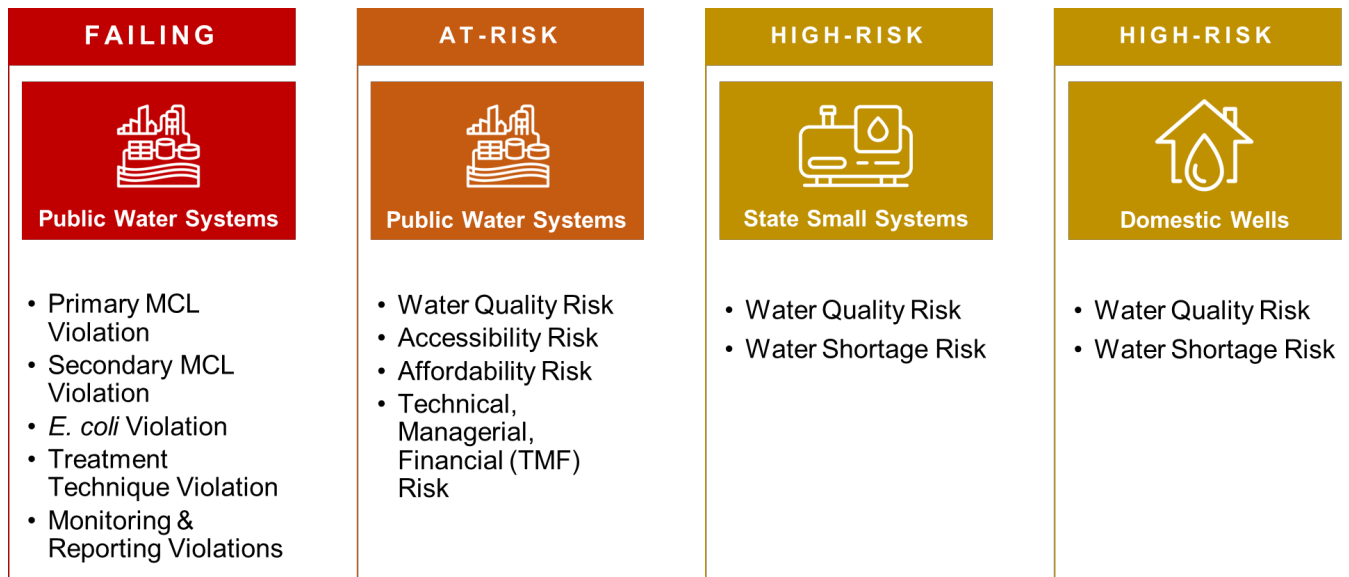 FAILING
Public Water Systems
• Primary MCL
Violation
• Secondary MCL
Violation
• E. coli Violation
• Treatment
Technique Violation
• Monitoring &
Reporting Violations
AT-RISK
Public Water Systems
• Water Quality Risk
• Accessibility Risk
• Affordability Risk
• Technical,
Managerial,
Financial (TMF)
Risk
HIGH-RISK
State Small Systems
• Water Quality Risk
• Water Shortage Risk
HIGH-RISK
Domestic Wells
• Water Quality Risk
• Water Shortage Risk